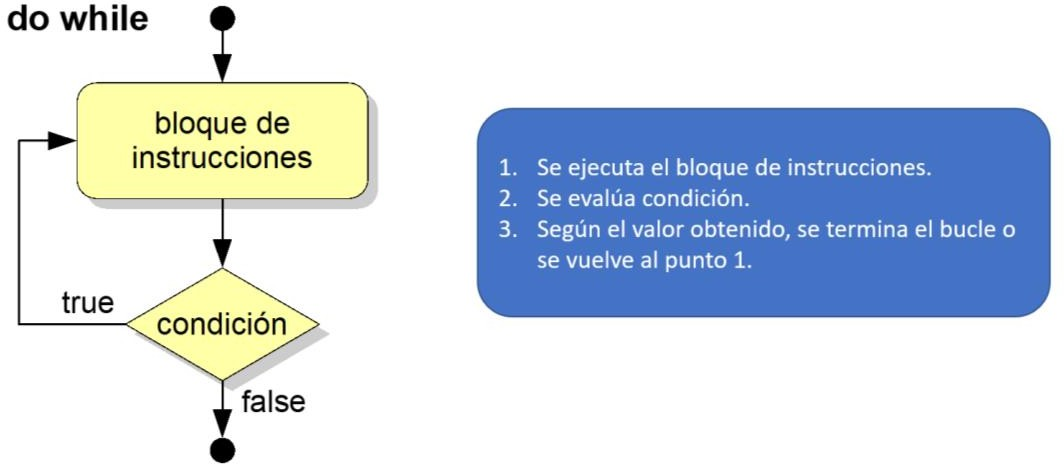 do while
bloque de
instrucciones
true
condición
false
1. Se ejecuta el bloque de instrucciones.
2. Se evalúa condición.
3. Según el valor obtenido, se termina el bucle o
se vuelve al punto 1.